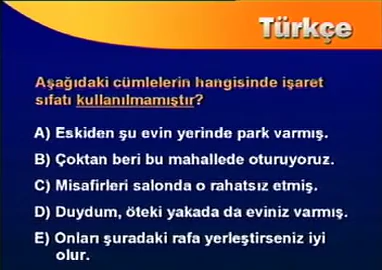 Türkçe
Aşağıdaki cümlelerin hangisinde işaret
sıfatı kullanılmamıştır?
A) Eskiden şu evin yerinde park varmış.
B) Çoktan beri bu mahallede oturuyoruz.
C) Misafirleri salonda o rahatsız etmiş.
D) Duydum, öteki yakada da eviniz varmış.
E) Onları şuradaki rafa yerleştirseniz iyi
olur.